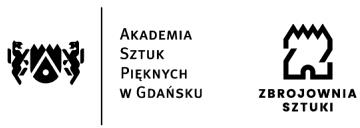 Akademia
Sztuk
Pięknych
w Gdańsku
ZBROJOWNIA
SZTUKI